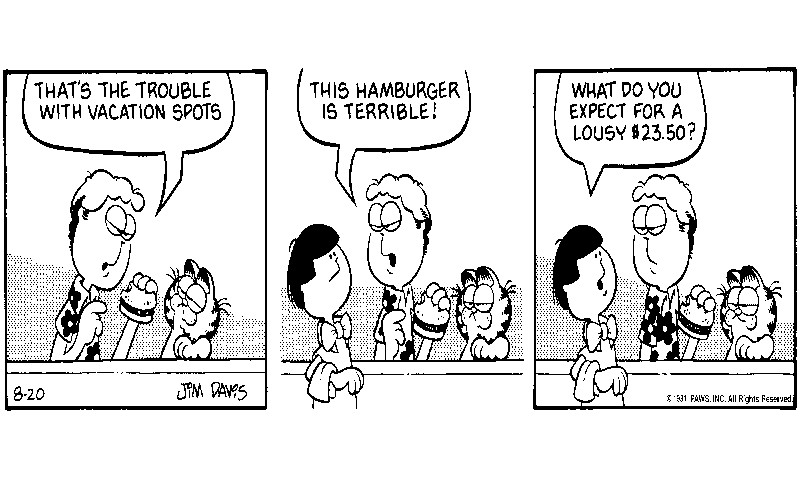 THAT'S THE TROUBLE
WITH VACATION SPOTS
THIS HAMBURGER
IS TERRIBLE!
WHAT DO YOU
EXPECT FOR A
LOUSY $23.50?
8-20
JIM DAVIS
© 1981 PAWS, INC. All Rights Reserved.